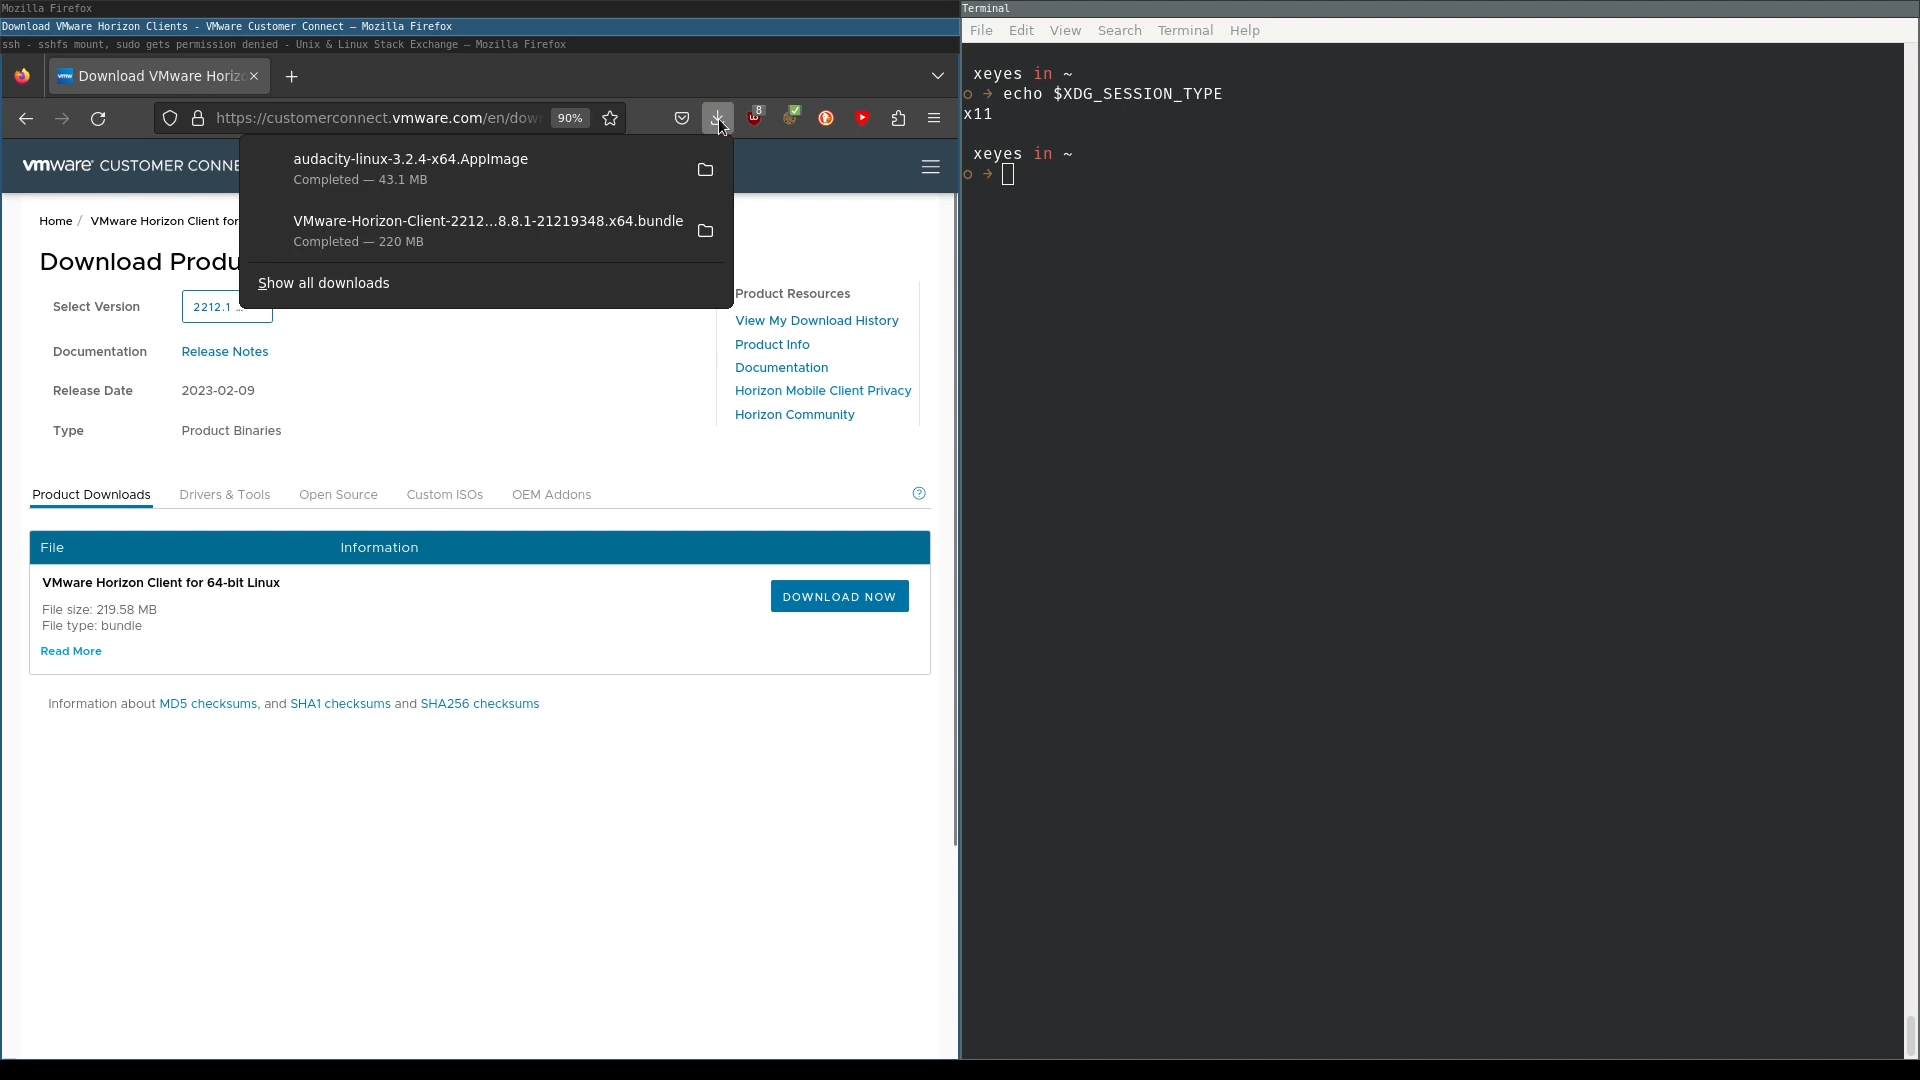 Mozilla Firefox
Download VMware Horizon Clients - VMware Customer Connect — Mozilla Firefox
ssh - sshfs mount, sudo gets permission denied - Unix & Linux Stack Exchange — Mozilla Firefox
vmw Download VMware Horiz
https://customerconnect.vmware.com/en/dow
90%
8
vmware CUSTOMER CONNE
audacity-linux-3.2.4-x64.AppImage
Completed — 43.1 MB
VMware-Horizon-Client-2212...8.8.1-21219348.x64.bundle
Completed — 220 MB
Show all downloads
Home / VMware Horizon Client for
Download Produ
Select Version 2212.1 ...
Documentation Release Notes
Release Date 2023-02-09
Type Product Binaries
Product Resources
View My Download History
Product Info
Documentation
Horizon Mobile Client Privacy
Horizon Community
Product Downloads Drivers & Tools Open Source Custom ISOs OEM Addons
File Information
VMware Horizon Client for 64-bit Linux
File size: 219.58 MB
File type: bundle
Read More
DOWNLOAD NOW
Information about MD5 checksums, and SHA1 checksums and SHA256 checksums
Terminal
File Edit View Search Terminal Help
xeyes in ~
○ → echo $XDG_SESSION_TYPE
x11
xeyes in ~
○ →